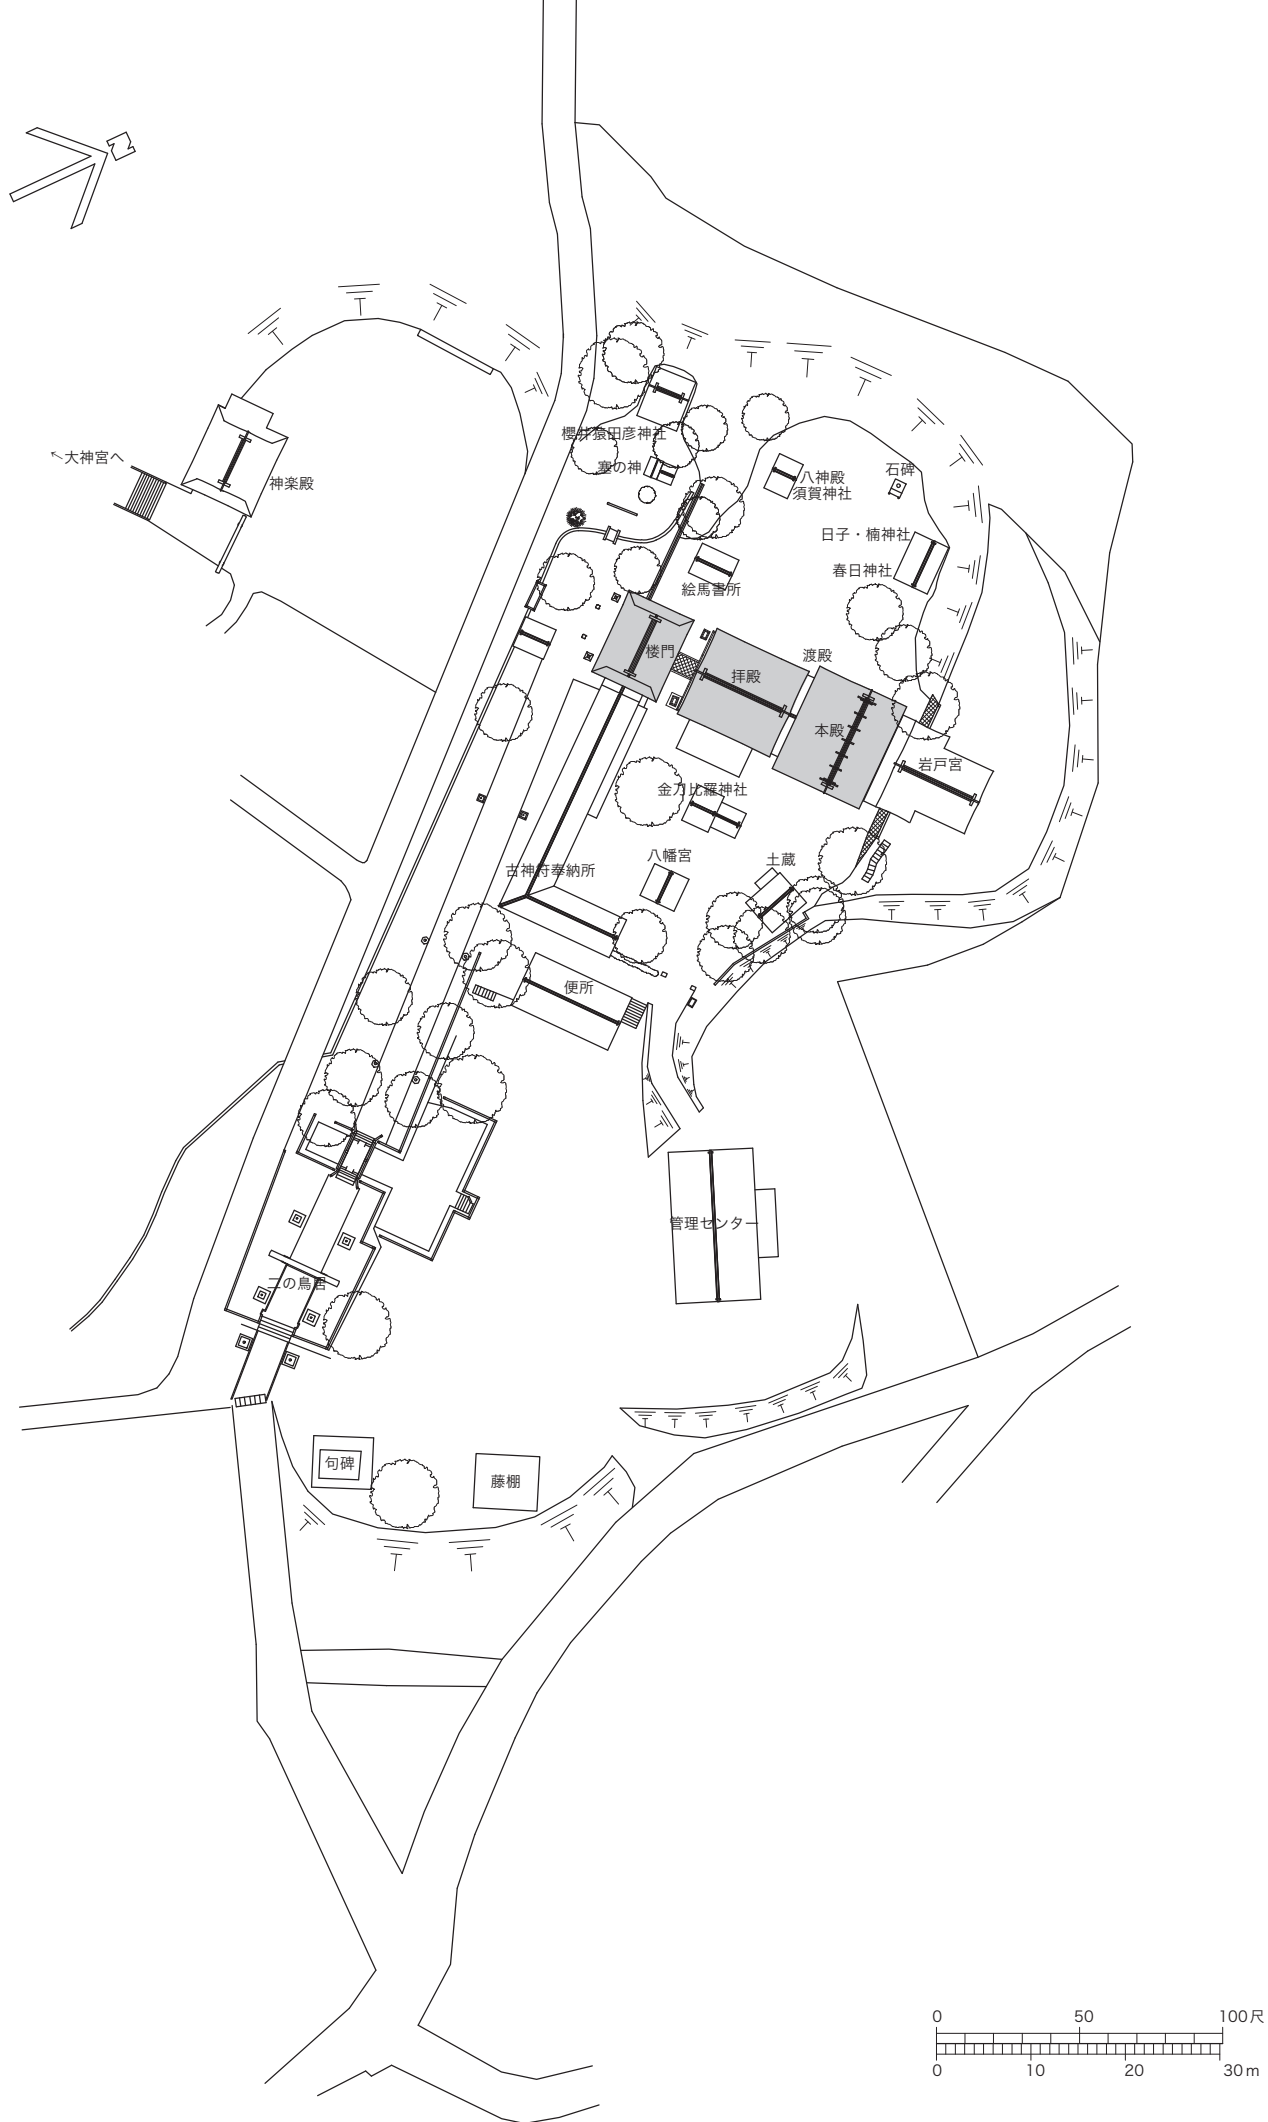 N
櫻井猿田彦神社
←大神宮へ
塞の神
石碑
八神殿
須賀神社
神楽殿
日子・楠神社
春日神社
絵馬書所
楼門
渡殿
拝殿
本殿
岩戸宮
金刀比羅神社
八幡宮
土蔵
古神符奉納所
便所
管理センター
二の鳥居
句碑
藤棚
0 50 100尺
0 10 20 30m